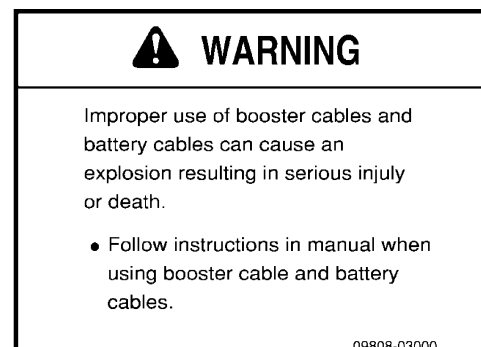 WARNING
Improper use of booster cables and
battery cables can cause an
explosion resulting in serious injuly
or death.
• Follow instructions in manual when
using booster cable and battery
cables.
09808-03000